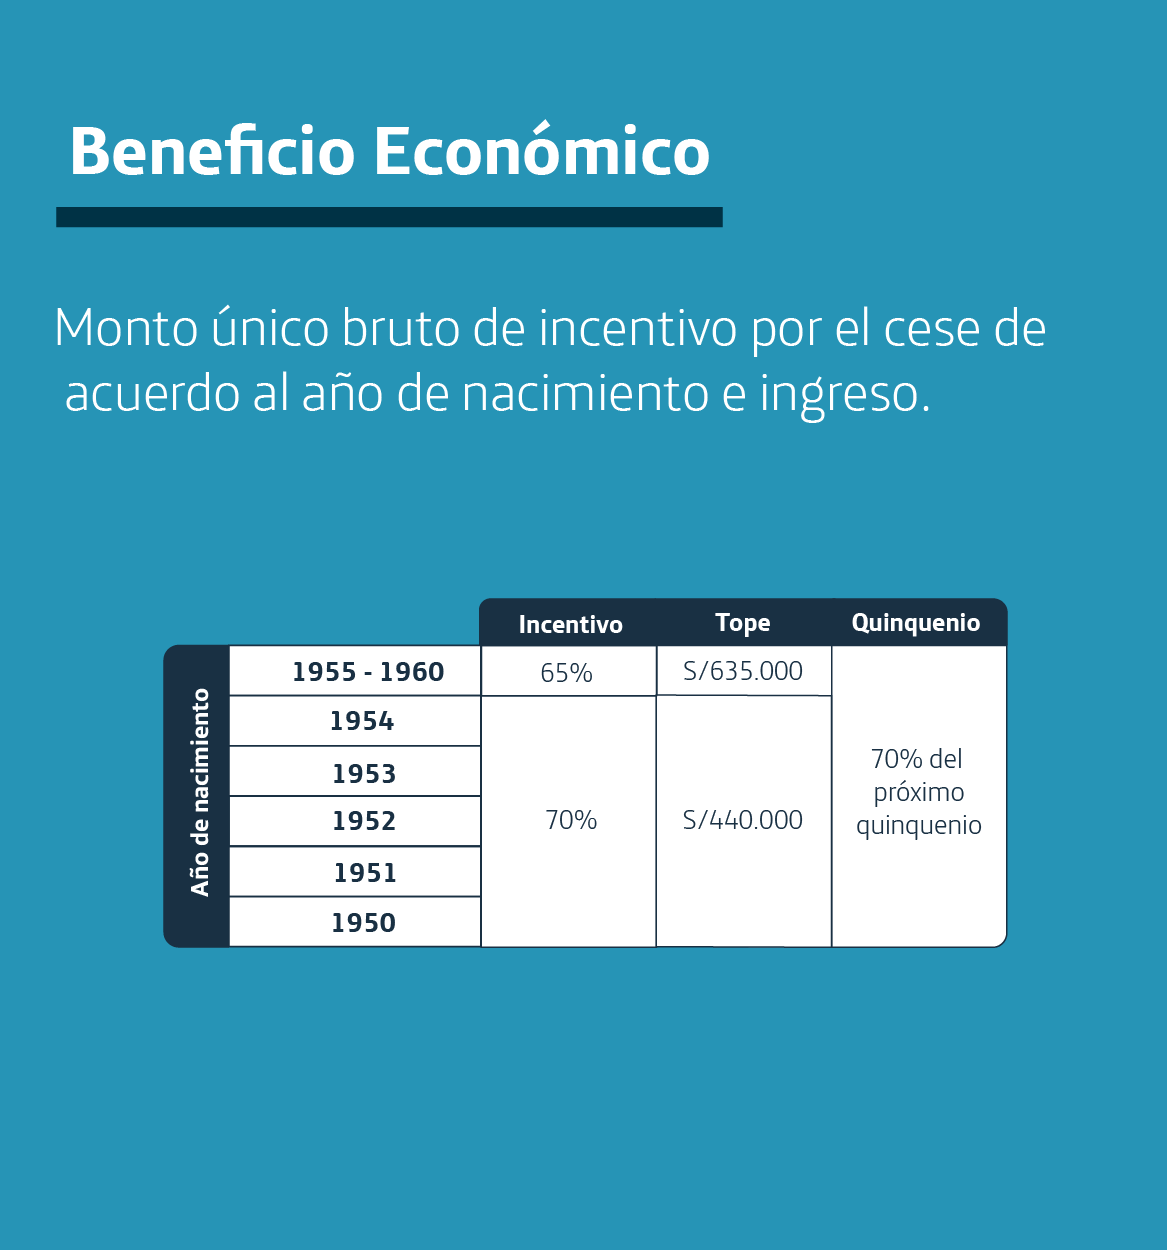 Beneficio Económico
Monto único bruto de incentivo por el cese de
acuerdo al año de nacimiento e ingreso.
Incentivo Tope Quinquenio
Año de nacimiento
1955 - 1960 65% S/635.000
1954
1953
1952
1951
1950
70%
S/440.000
70% del
próximo
quinquenio